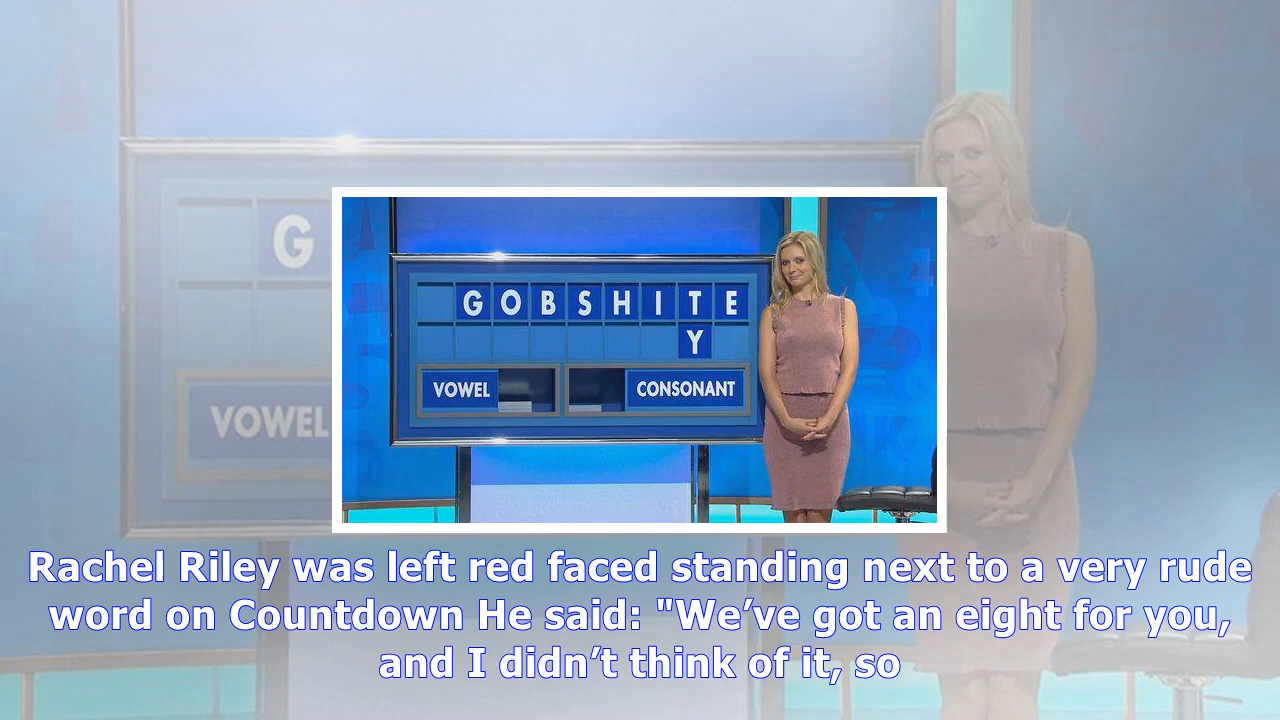 G
GOBSHITE
Y
VOWEL
CONSONANT
VOWEL
Rachel Riley was left red faced standing next to a very rude
word on Countdown He said: "We’ve got an eight for you,
and I didn’t think of it, so